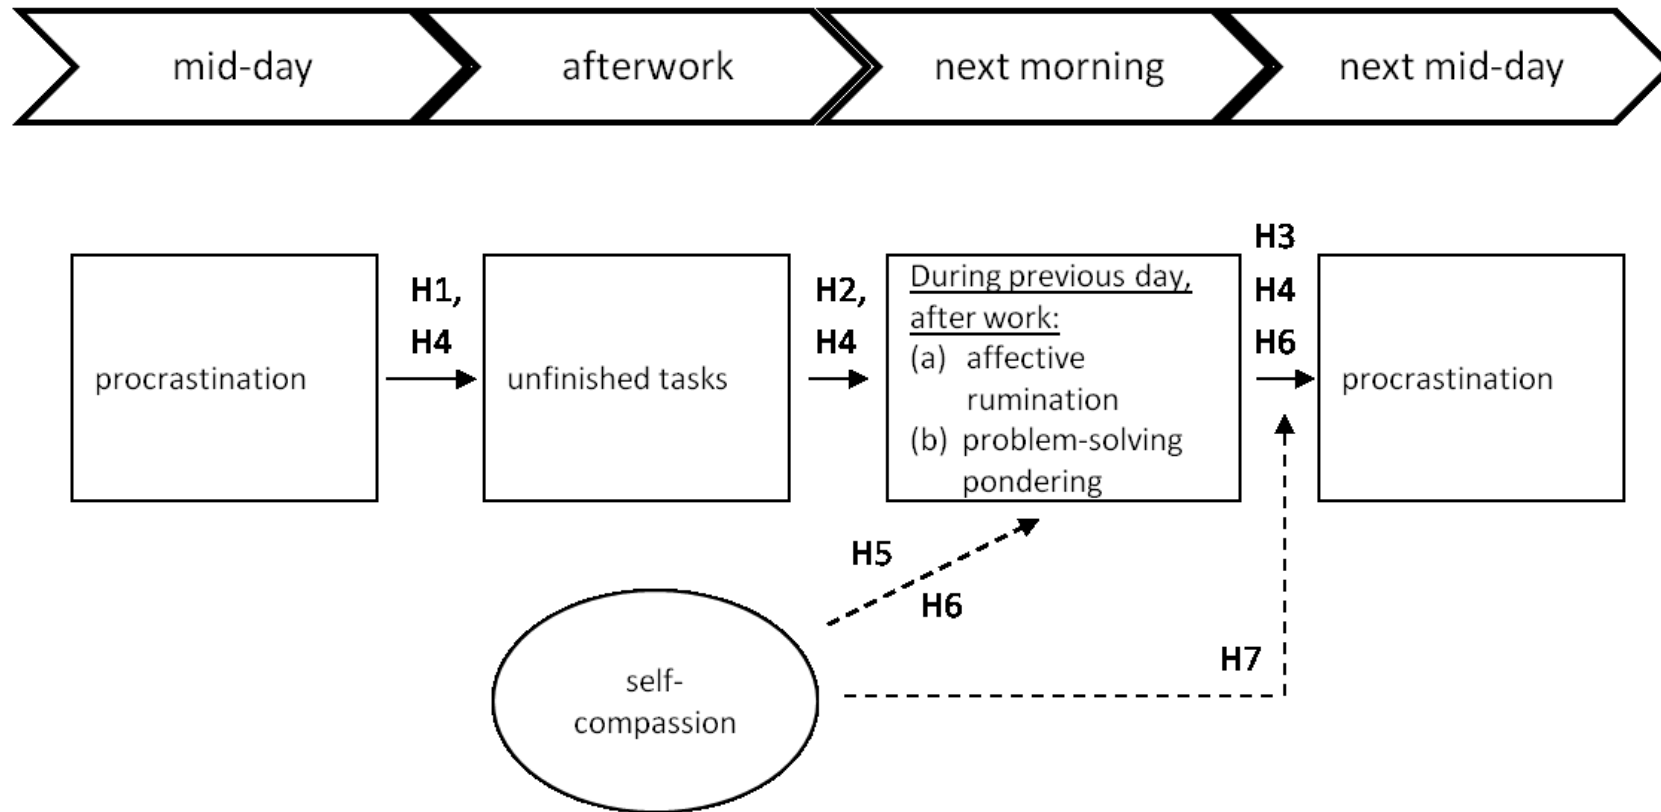 mid-day
afterwork
next morning
next mid-day
procrastination
H1,
H4
unfinished tasks
H2,
H4
During previous day,
after work:
(a) affective
rumination
(b) problem-solving
pondering
H3
H4
H6
procrastination
H5
H6
self-
compassion
H7